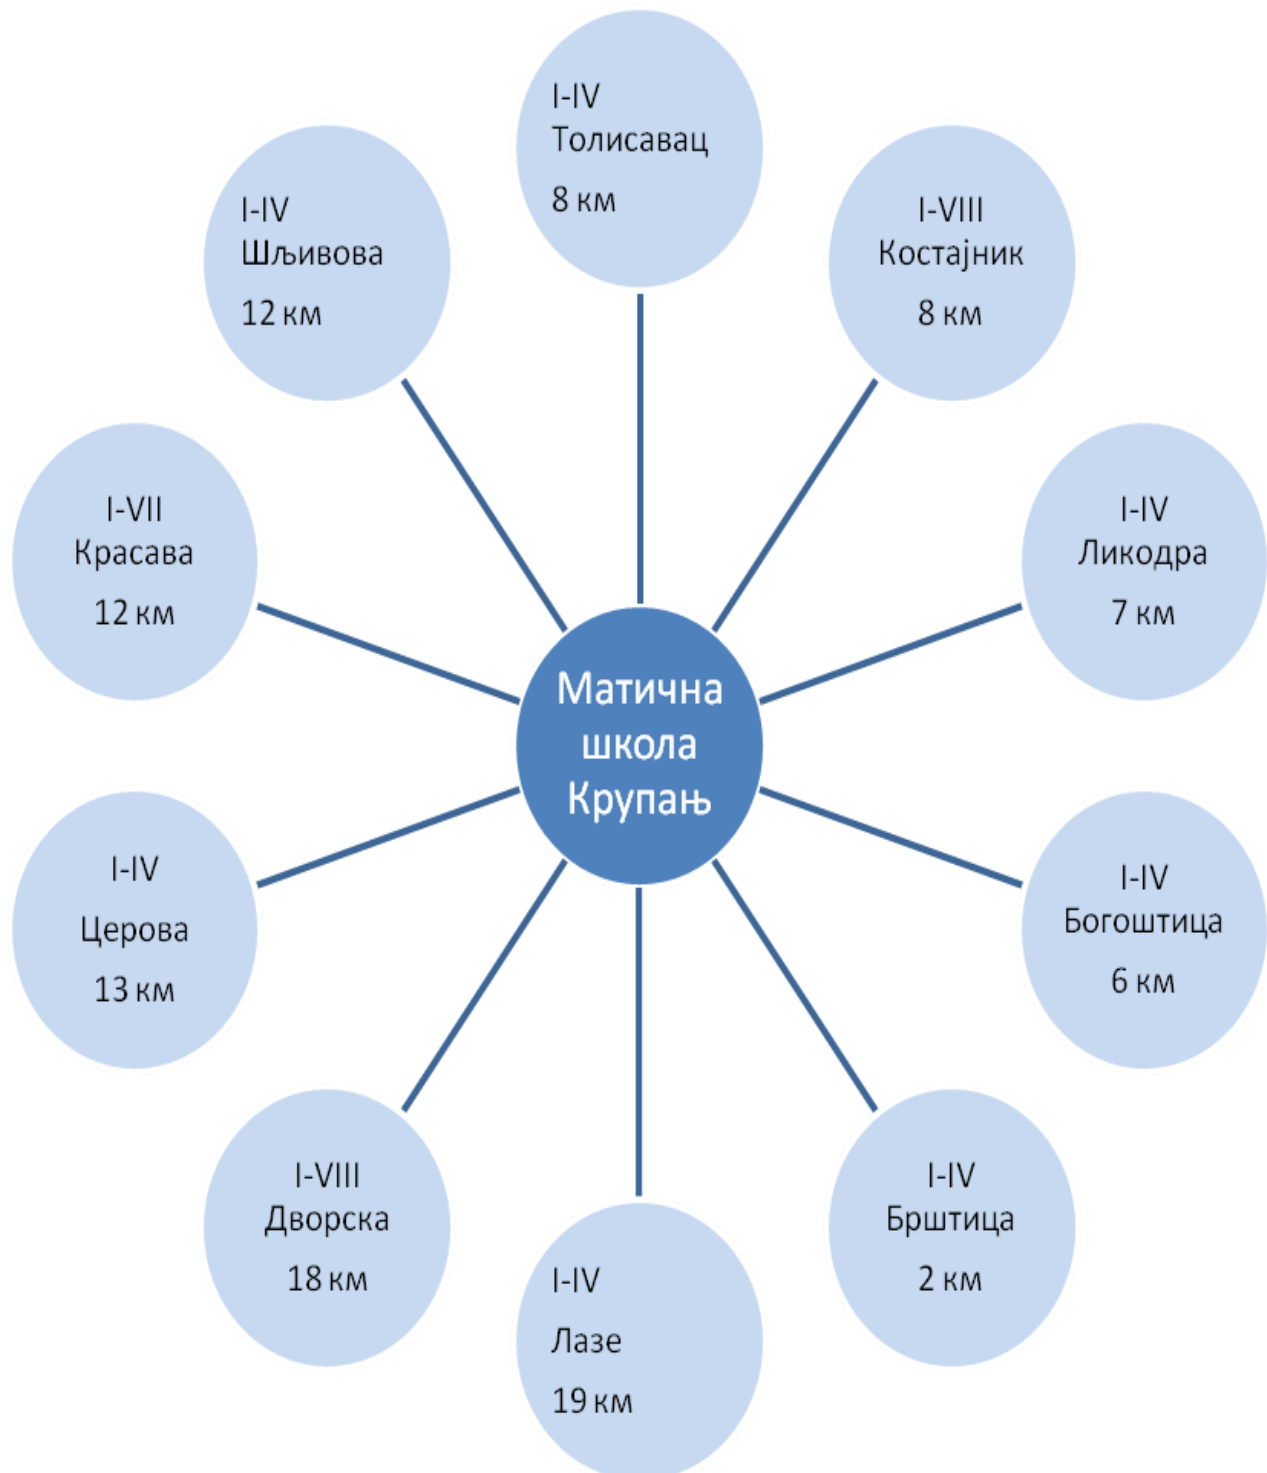 I-IV
Толисавац
8 км
I-VIII
Костајник
8 км
I-IV
Ликодра
7 км
I-IV
Богоштица
6 км
I-IV
Брштица
2 км
I-IV
Лазе
19 км
I-VIII
Дворска
18 км
I-IV
Церова
13 км
I-VII
Красава
12 км
I-IV
Шљивова
12 км
Матична
школа
Крупањ